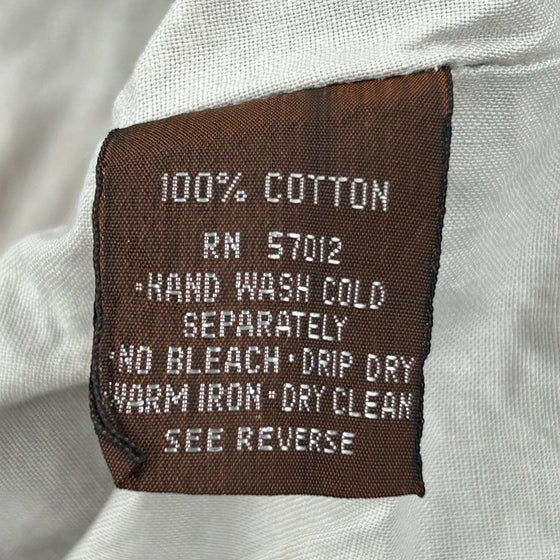 100% COTTON
RN 57012
·HAND WASH COLD
SEPARATELY
·NO BLEACH·DRIP DRY
WARM IRON·DRY CLEAN
SEE REVERSE